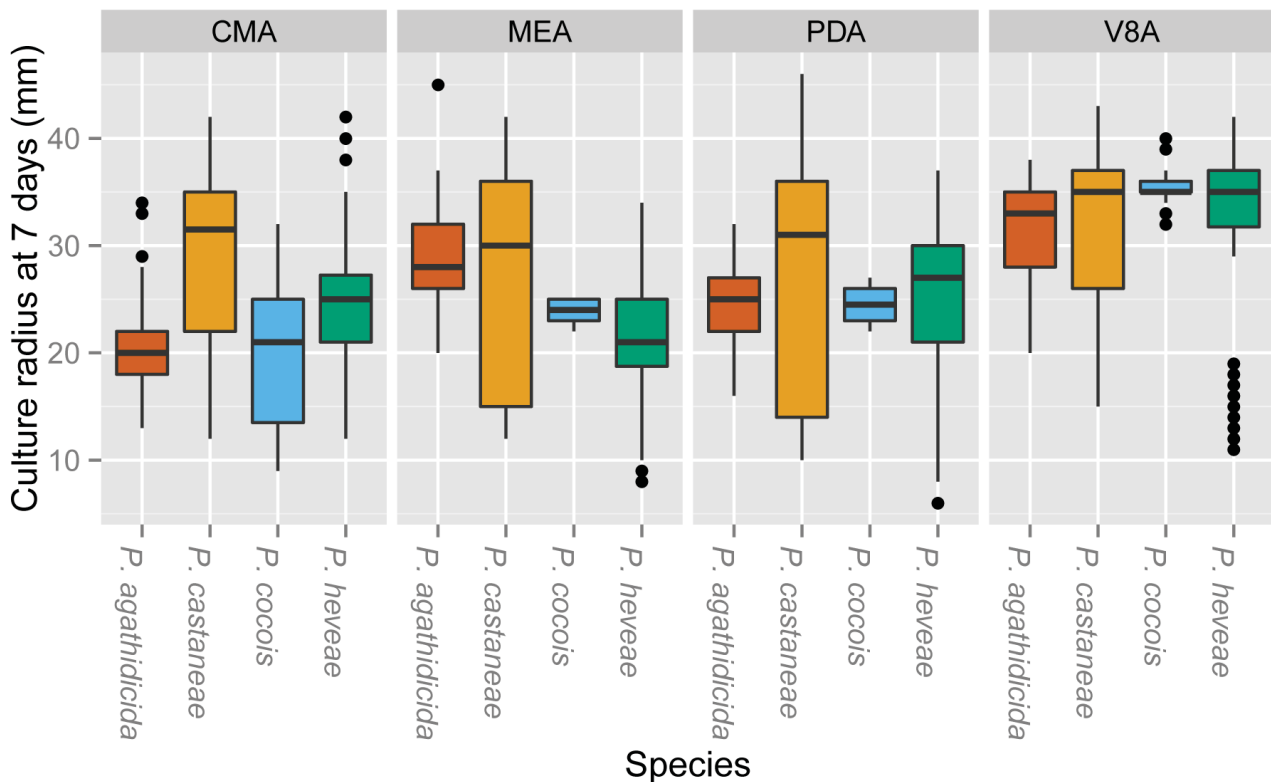 CMA
MEA
PDA
V8A
Culture radius at 7 days (mm)
40
30
20
10
P. agathidicida
P. castaneae
P. cocois
P. heveae
P. agathidicida
P. castaneae
P. cocois
P. heveae
P. agathidicida
P. castaneae
P. cocois
P. heveae
P. agathidicida
P. castaneae
P. cocois
P. heveae
Species